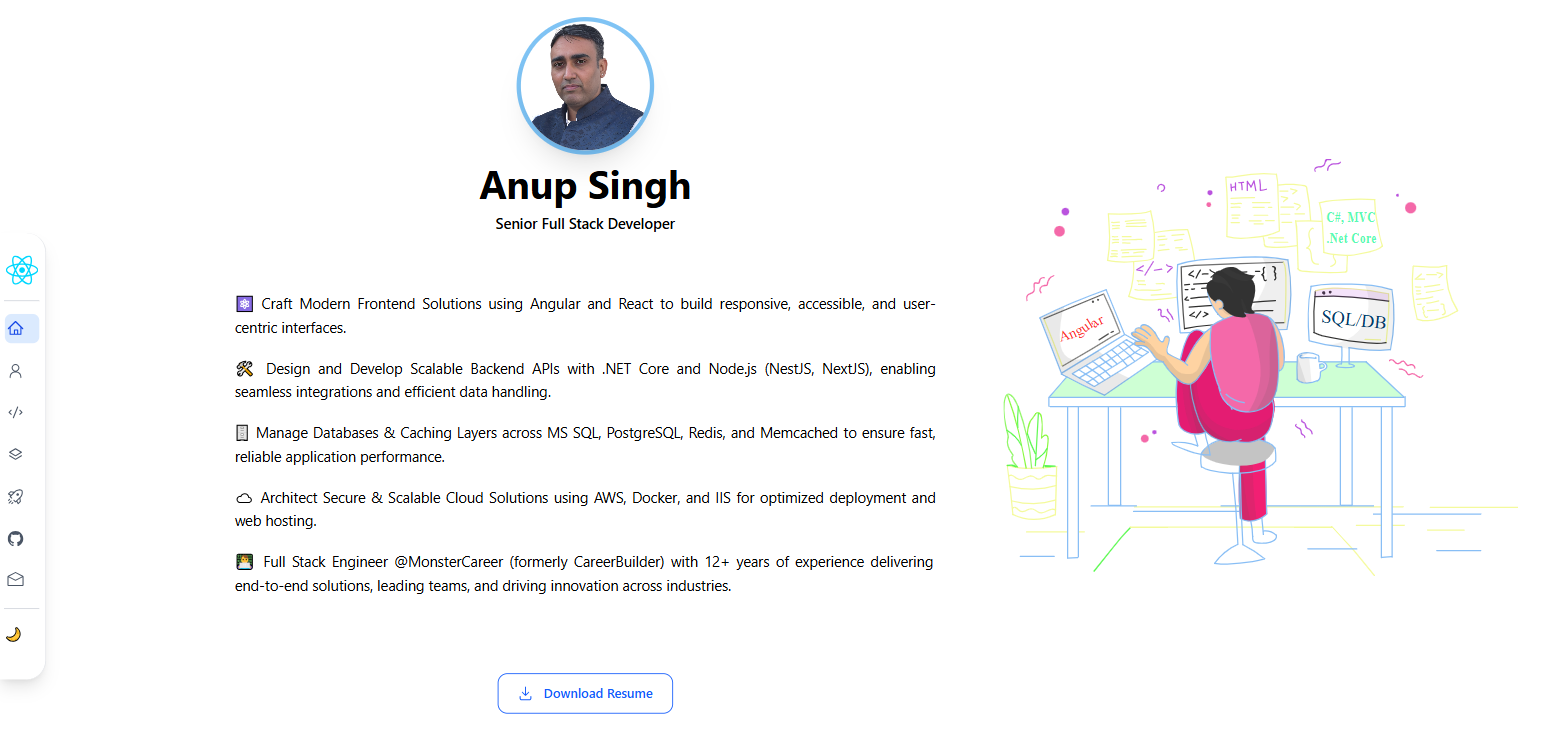 Anup Singh
Senior Full Stack Developer
Craft Modern Frontend Solutions using Angular and React to build responsive, accessible, and user-
centric interfaces.
Design and Develop Scalable Backend APIs with .NET Core and Node.js (NestJS, NextJS), enabling
seamless integrations and efficient data handling.
Manage Databases & Caching Layers across MS SQL, PostgreSQL, Redis, and Memcached to ensure fast,
reliable application performance.
Architect Secure & Scalable Cloud Solutions using AWS, Docker, and IIS for optimized deployment and
web hosting.
Full Stack Engineer @MonsterCareer (formerly CareerBuilder) with 12+ years of experience delivering
end-to-end solutions, leading teams, and driving innovation across industries.
Download Resume
HTML
C#, MVC
.Net Core
</->
</->
{ }
</>
Angular
SQL/DB